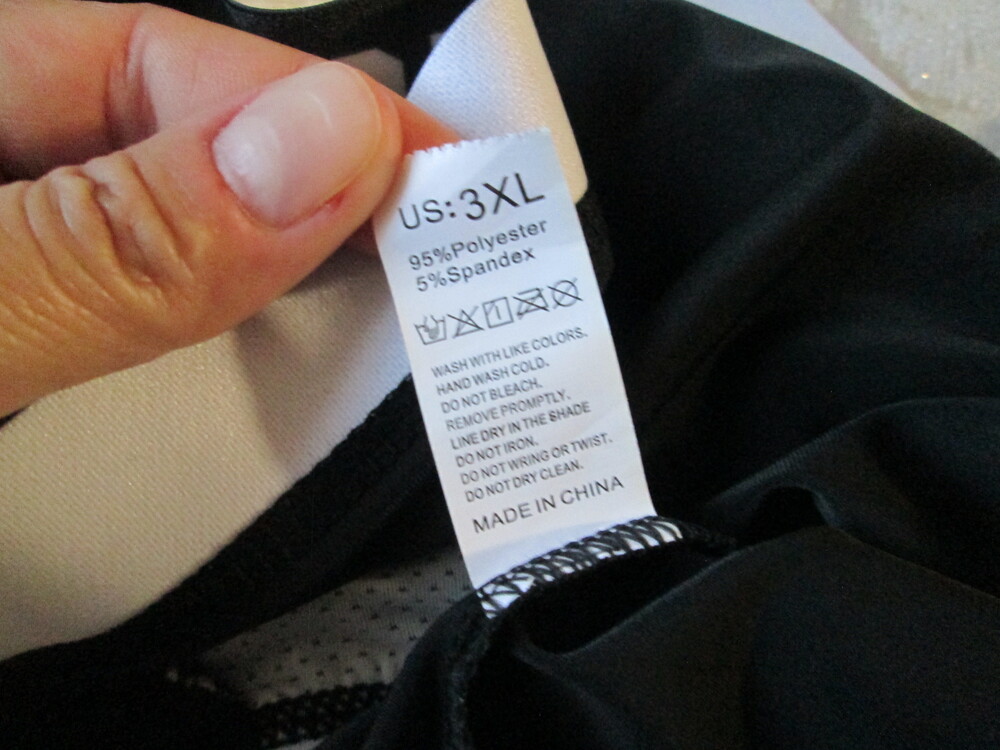 US:3XL
95%Polyester
5%Spandex
WASH WITH LIKE COLORS.
HAND WASH COLD.
DO NOT BLEACH.
REMOVE PROMPTLY.
LINE DRY IN THE SHADE
DO NOT IRON.
DO NOT WRING OR TWIST.
DO NOT DRY CLEAN.
MADE IN CHINA